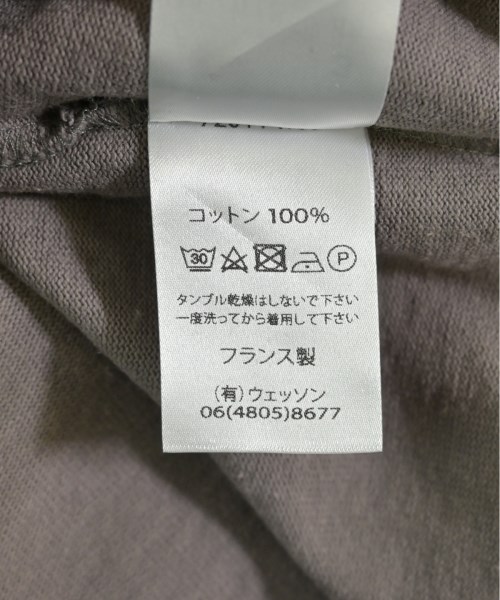 コットン 100%
30 P
タンブル乾燥はしないで下さい
一度洗ってから着用して下さい
フランス製
(有)ウェッソン
06(4805)8677